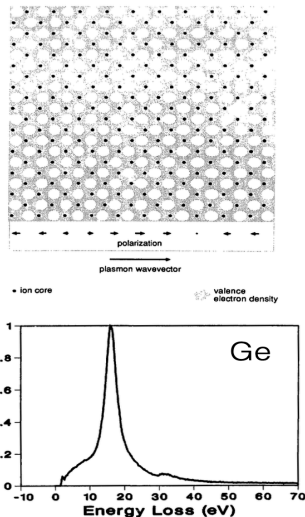 polarization
plasmon wavevector
• ion core
valence
electron density
Ge
1
.8
.6
.4
.2
0
-10 0 10 20 30 40 50 60 70
Energy Loss (eV)